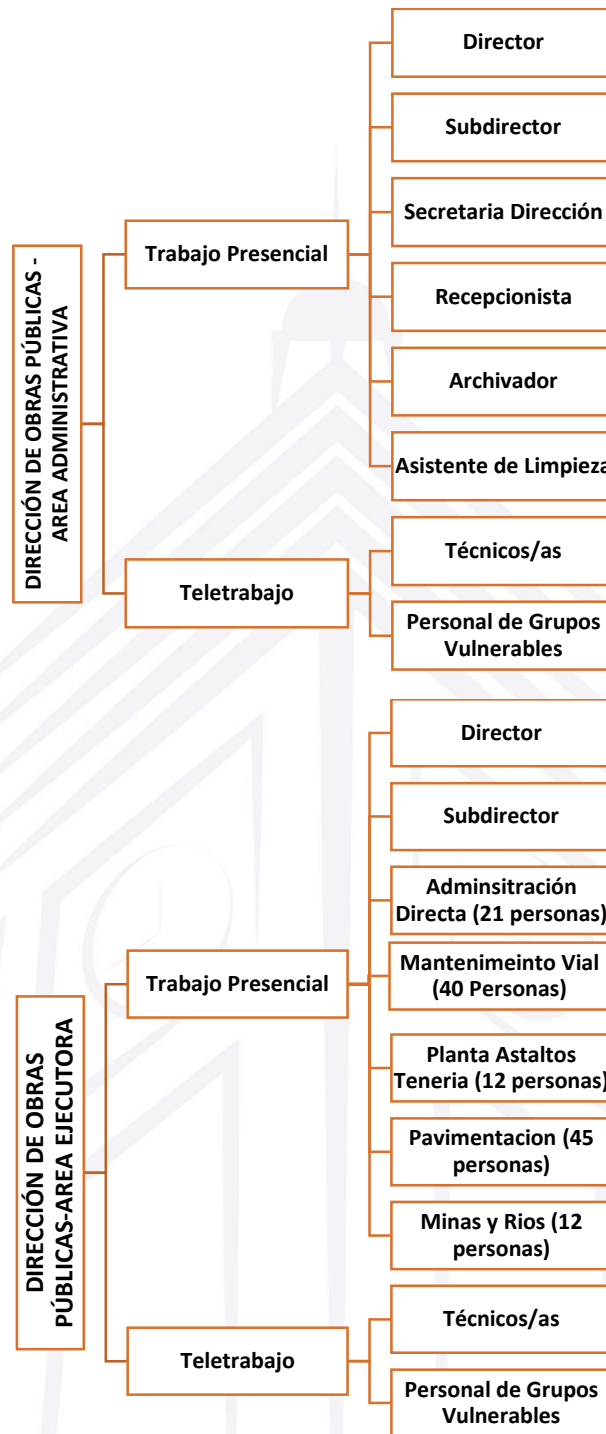 DIRECCIÓN DE OBRAS PÚBLICAS -
AREA ADMINISTRATIVA
Trabajo Presencial
Director
Subdirector
Secretaria Dirección
Recepcionista
Archivador
Asistente de Limpieza
Teletrabajo
Técnicos/as
Personal de Grupos
Vulnerables
DIRECCIÓN DE OBRAS
PÚBLICAS-AREA EJECUTORA
Trabajo Presencial
Director
Subdirector
Adminsitración
Directa (21 personas)
Mantenimeinto Vial
(40 Personas)
Planta Astaltos
Teneria (12 personas)
Pavimentacion (45
personas)
Minas y Rios (12
personas)
Teletrabajo
Técnicos/as
Personal de Grupos
Vulnerables